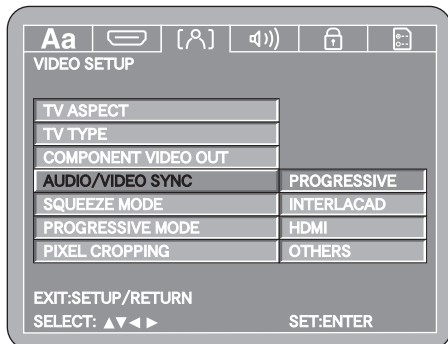 Aa
VIDEO SETUP
TV ASPECT
TV TYPE
COMPONENT VIDEO OUT
AUDIO/VIDEO SYNC PROGRESSIVE
SQUEEZE MODE INTERLACAD
PROGRESSIVE MODE HDMI
PIXEL CROPPING OTHERS
EXIT:SETUP/RETURN
SELECT: ▲▼◄ ► SET:ENTER